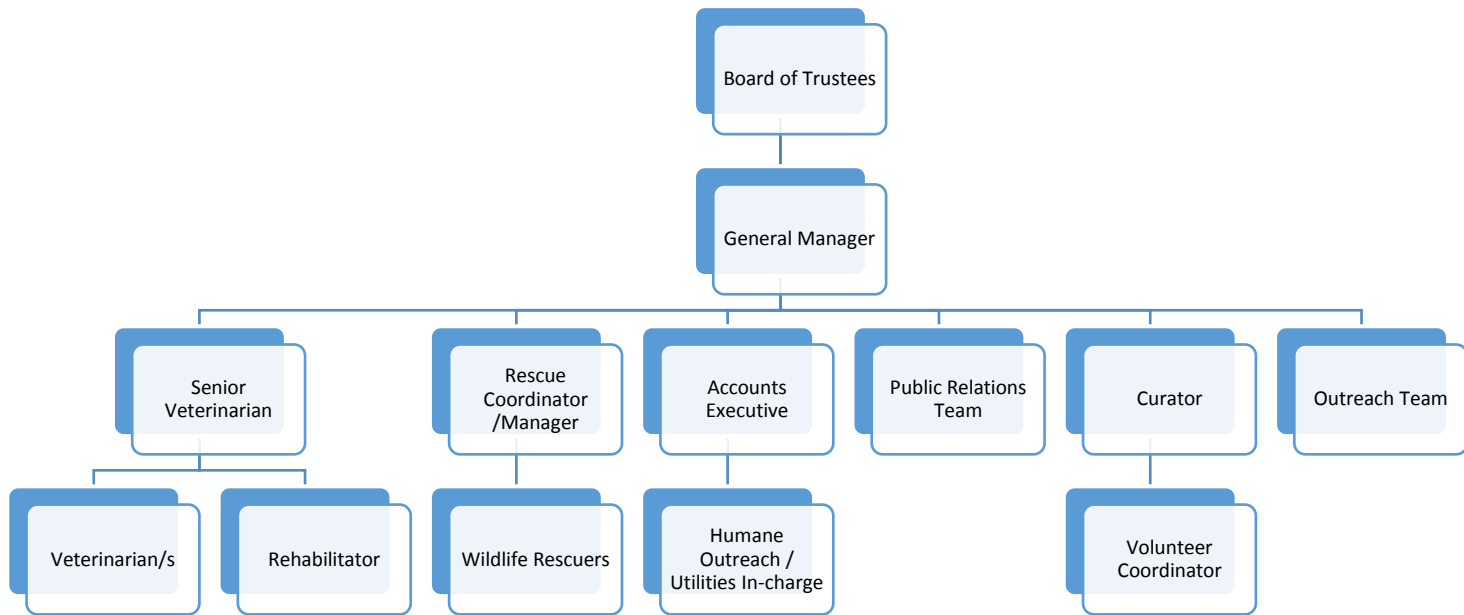 Board of Trustees
General Manager
Senior
Veterinarian
Rescue
Coordinator
/Manager
Accounts
Executive
Public Relations
Team
Curator
Outreach Team
Veterinarian/s
Rehabilitator
Wildlife Rescuers
Humane
Outreach /
Utilities In-charge
Volunteer
Coordinator